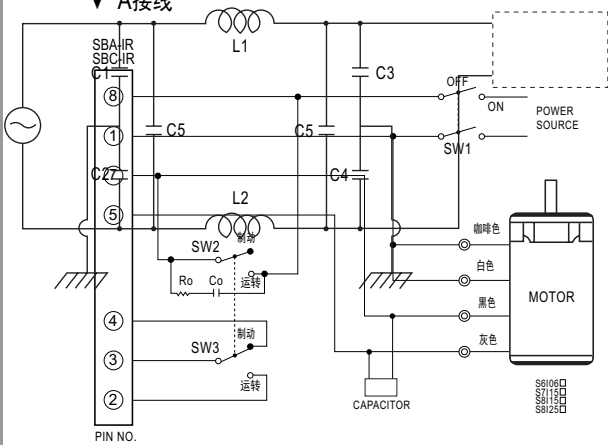 ▼ A接线
SBA-IR
SBC-IR
L1
C1
C3
OFF
ON
8
POWER
SOURCE
1
C5
C5
SW1
C2
7
C4
5
L2
制动
SW2
咖啡色
白色
Ro
Co
运转
黑色
MOTOR
4
制动
灰色
SW3
3
运转
2
CAPACITOR
S6I06□
S7I15□
S8I15□
S8I25□
PIN NO.